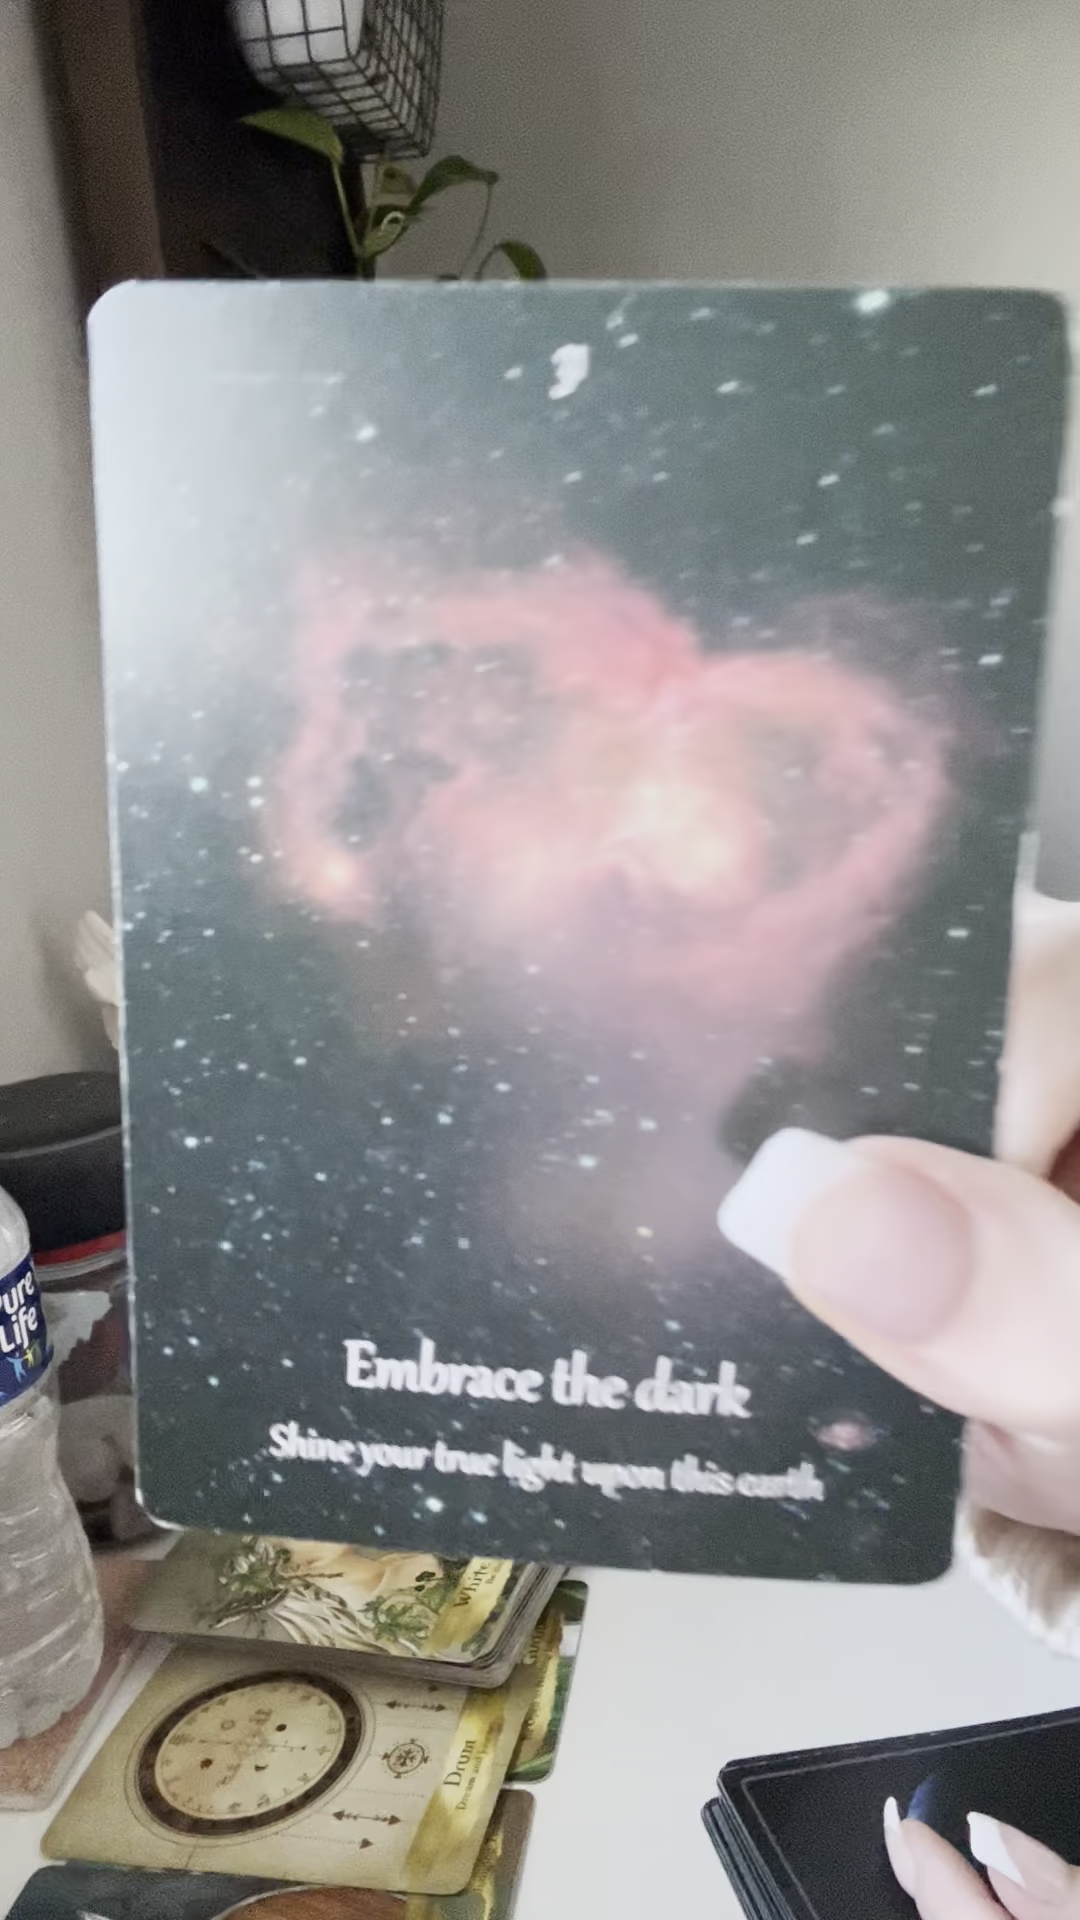 Embrace the dark
Shine your true light upon this earth
Pure
Life
White
Drum